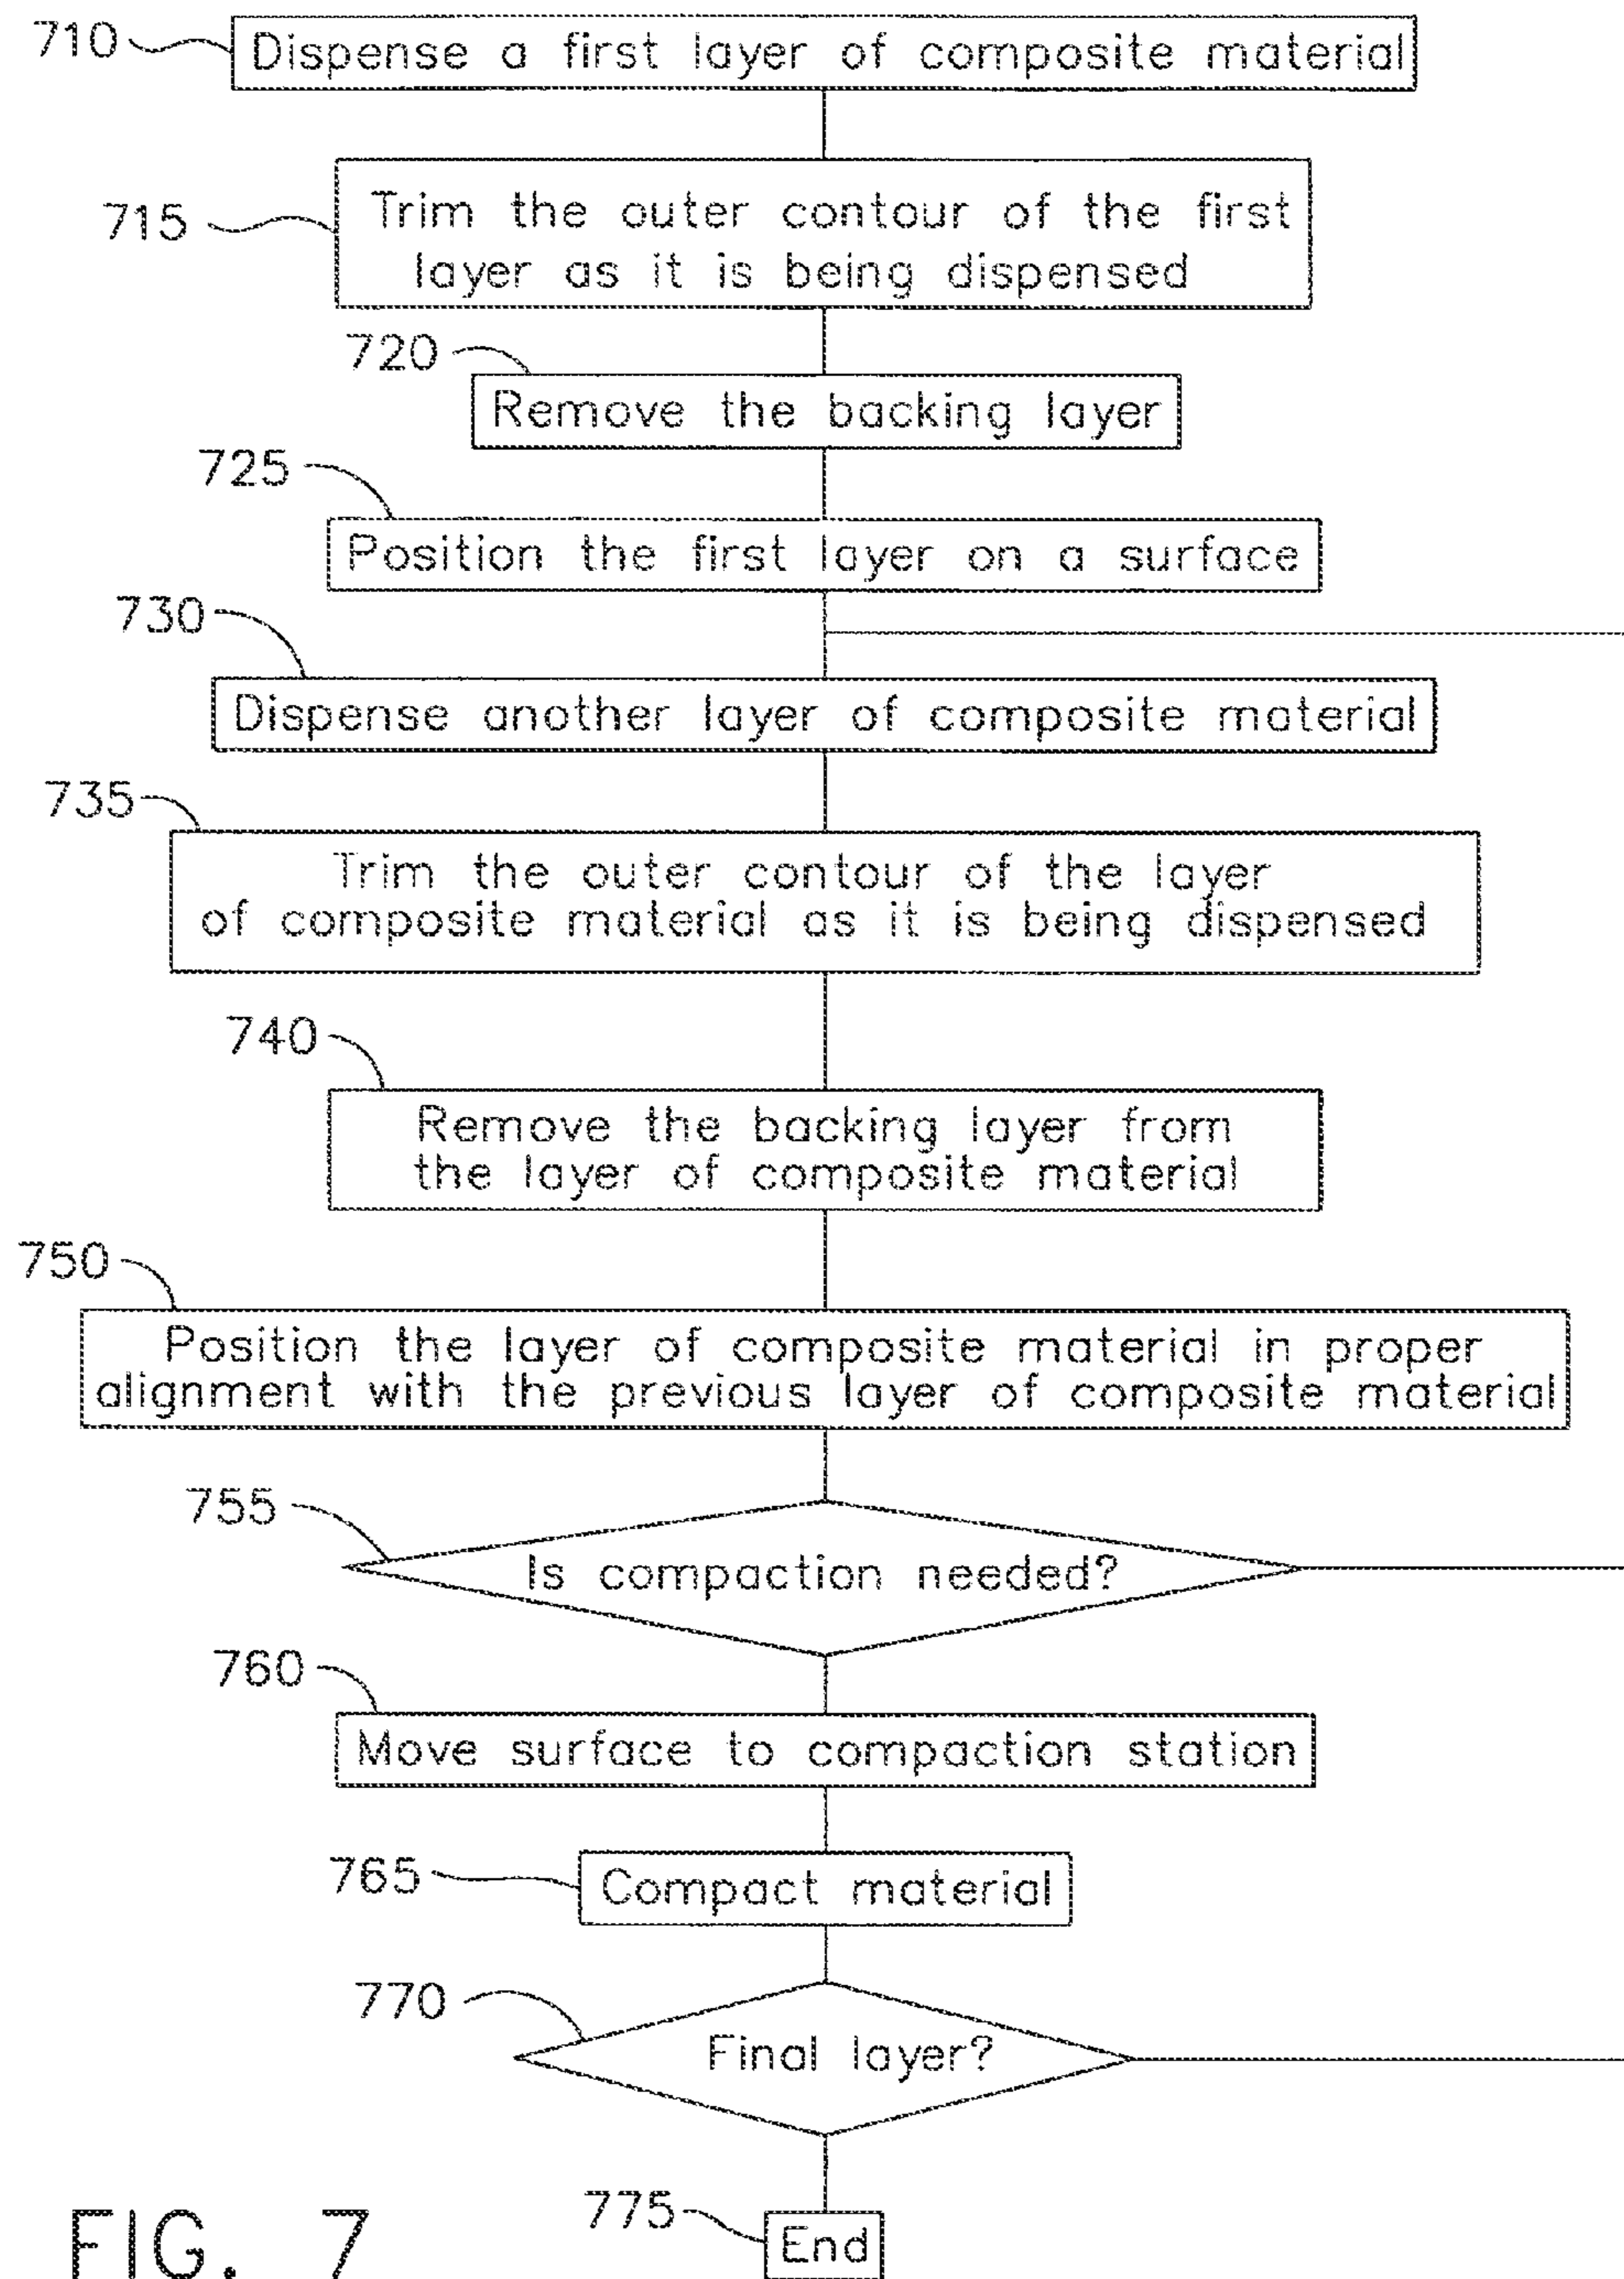 710
Dispense a first layer of composite material
715
Trim the outer contour of the first
layer as it is being dispensed
720
Remove the backing layer
725
Position the first layer on a surface
730
Dispense another layer of composite material
735
Trim the outer contour of the layer
of composite material as it is being dispensed
740
Remove the backing layer from
the layer of composite material
750
Position the layer of composite material in proper
alignment with the previous layer of composite material
755
Is compaction needed?
760
Move surface to compaction station
765
Compact material
770
Final layer?
775
End
FIG. 7